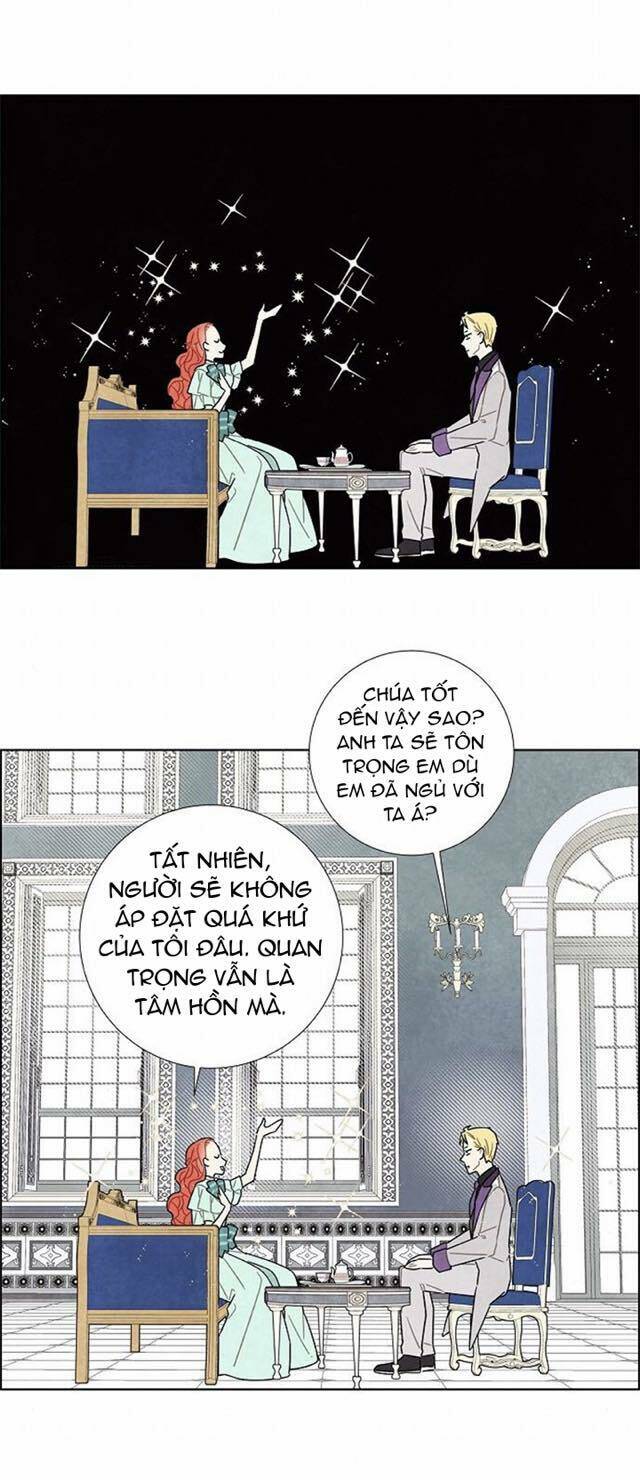 CHÚA TỐT
ĐẾN VẬY SAO?
ANH TA SẼ TÔN
TRỌNG EM DÙ
EM ĐÃ NGỦ VỚI
TA Á?
TẤT NHIÊN,
NGƯỜI SẼ KHÔNG
ÁP ĐẶT QUÁ KHỨ
CỦA TÔI ĐÂU. QUAN
TRỌNG VẪN LÀ
TÂM HỒN MÀ.